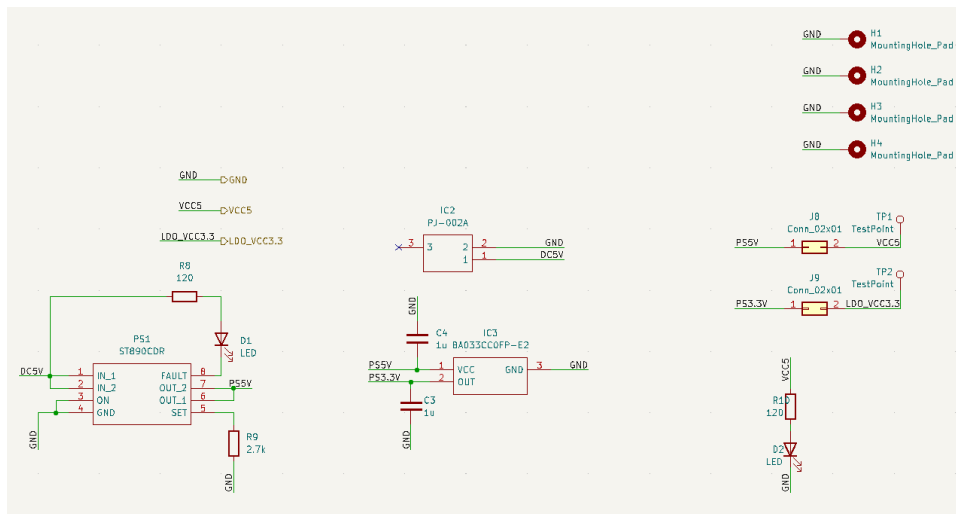 GND
H1
MountingHole_Pad
GND
H2
MountingHole_Pad
GND
H3
MountingHole_Pad
GND
H4
MountingHole_Pad
GND GND
VCC5 VCC5
LDO_VCC3.3 LDO_VCC3.3
IC2
PJ-002A
3 3 2 2 GND
1 1 DC5V
J8
Conn_02x01
TP1
TestPoint
PS5V 1 2 VCC5
J9
Conn_02x01
TP2
TestPoint
PS3.3V 1 2 LDO_VCC3.3
R8
120
D1
LED
PS1
ST890CDR
DC5V 1 IN_1 FAULT 8
2 IN_2 OUT_2 7 PS5V
3 ON OUT_1 6
4 GND SET 5
GND
R9
2.7k
GND
GND
C4
1u
IC3
BA033CC0FP-E2
PS5V 1 VCC GND 3 GND
PS3.3V 2 OUT
C3
1u
GND
VCC5
R10
120
D2
LED
GND